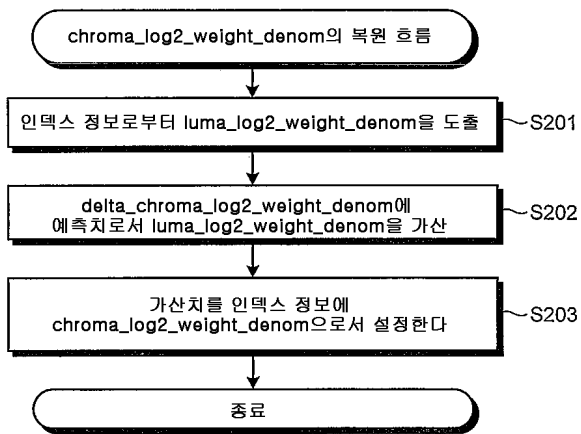 chroma_log2_weight_denom의 복원 흐름
인덱스 정보로부터 luma_log2_weight_denom을 도출
S201
delta_chroma_log2_weight_denom에
예측치로서 luma_log2_weight_denom을 가산
S202
가산치를 인덱스 정보에
chroma_log2_weight_denom으로서 설정한다
S203
종료